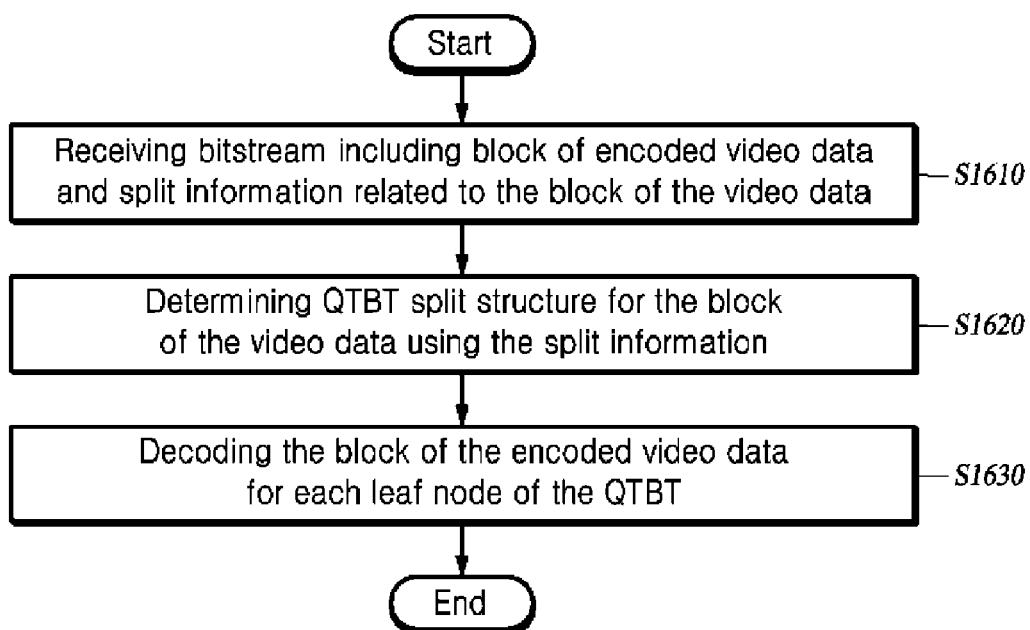 Start
Receiving bitstream including block of encoded video data
and split information related to the block of the video data
S1610
Determining QTBT split structure for the block
of the video data using the split information
S1620
Decoding the block of the encoded video data
for each leaf node of the QTBT
S1630
End